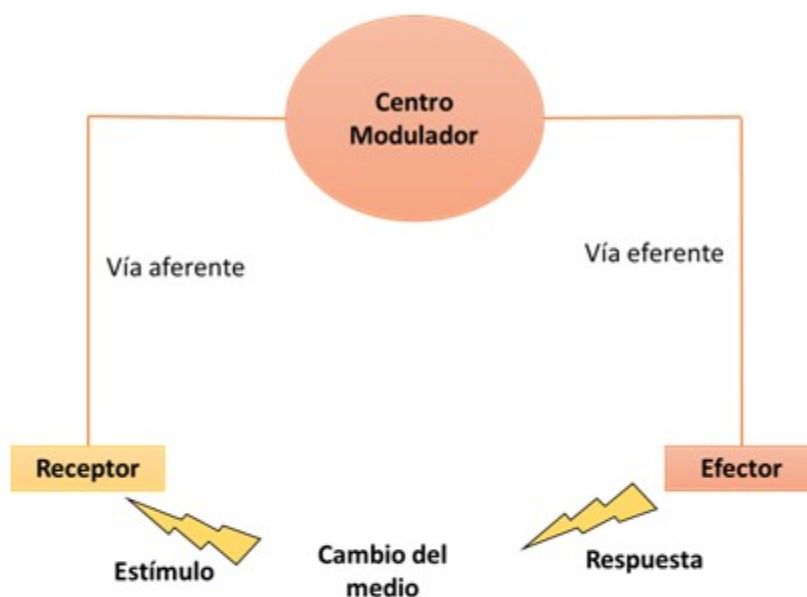 Centro
Modulador
Vía aferente
Vía eferente
Receptor
Efector
Estímulo
Cambio del
medio
Respuesta